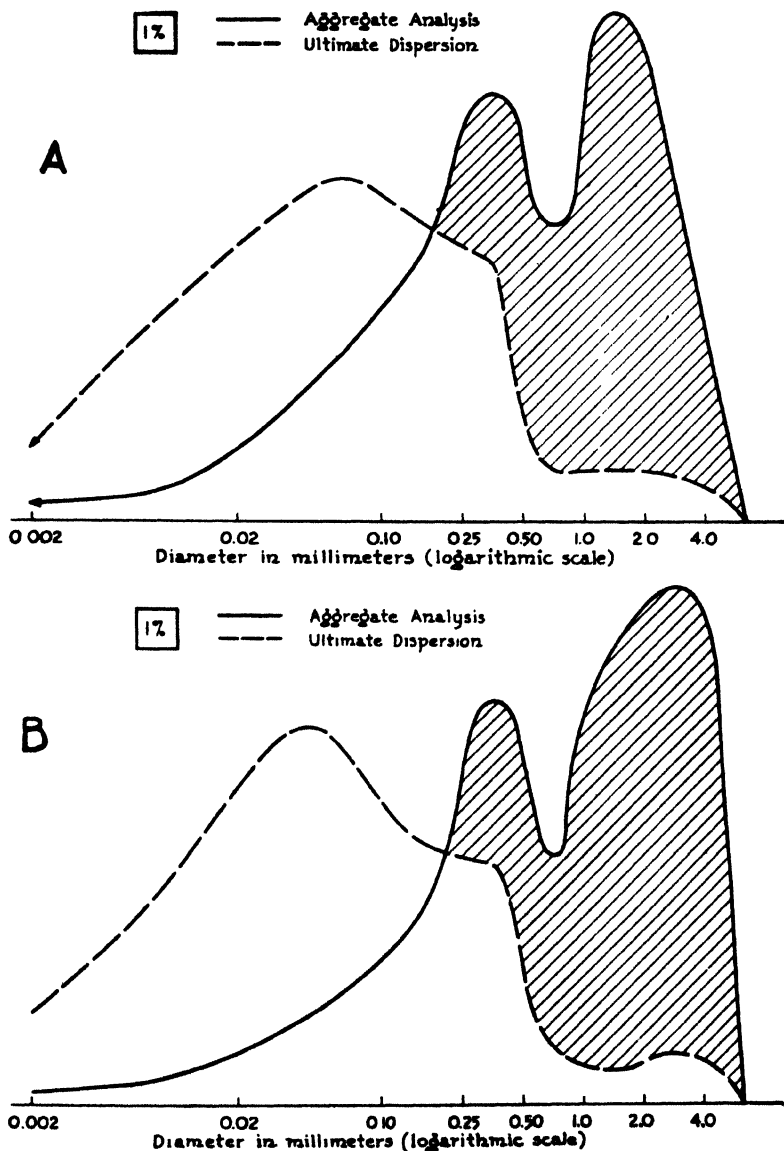 1% Aggregate Analysis
Ultimate Dispersion
A
0 002 0.02 0.10 0.25 0.50 1.0 2 0 4.0
Diameter in millimeters (logarithmic scale)
1% Aggregate Analysis
Ultimate Dispersion
B
0.002 0.02 0 10 0.25 0.50 1.0 2.0 4.0
Diameter in millimeters (logarithmic scale)